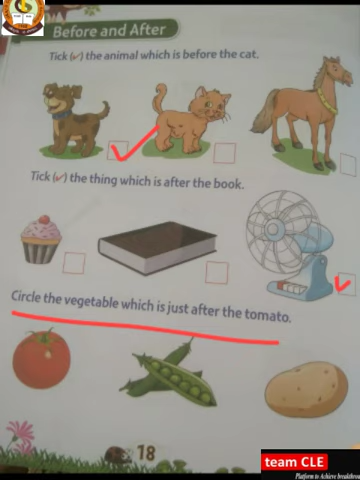 Before and After
Tick (✓) the animal which is before the cat.
Tick (✓) the thing which is after the book.
Circle the vegetable which is just after the tomato.
18
team CLE
Platform to Achieve breakthrou